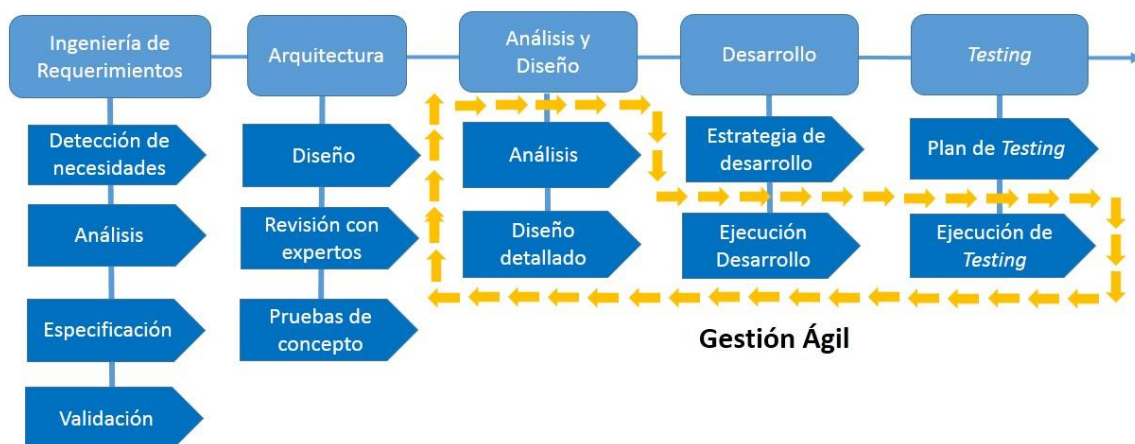 Ingeniería de
Requerimientos
Arquitectura
Análisis y
Diseño
Desarrollo
Testing
Detección de
necesidades
Análisis
Especificación
Validación
Diseño
Revisión con
expertos
Pruebas de
concepto
Análisis
Diseño
detallado
Estrategia de
desarrollo
Ejecución
Desarrollo
Plan de Testing
Ejecución de
Testing
Gestión Ágil